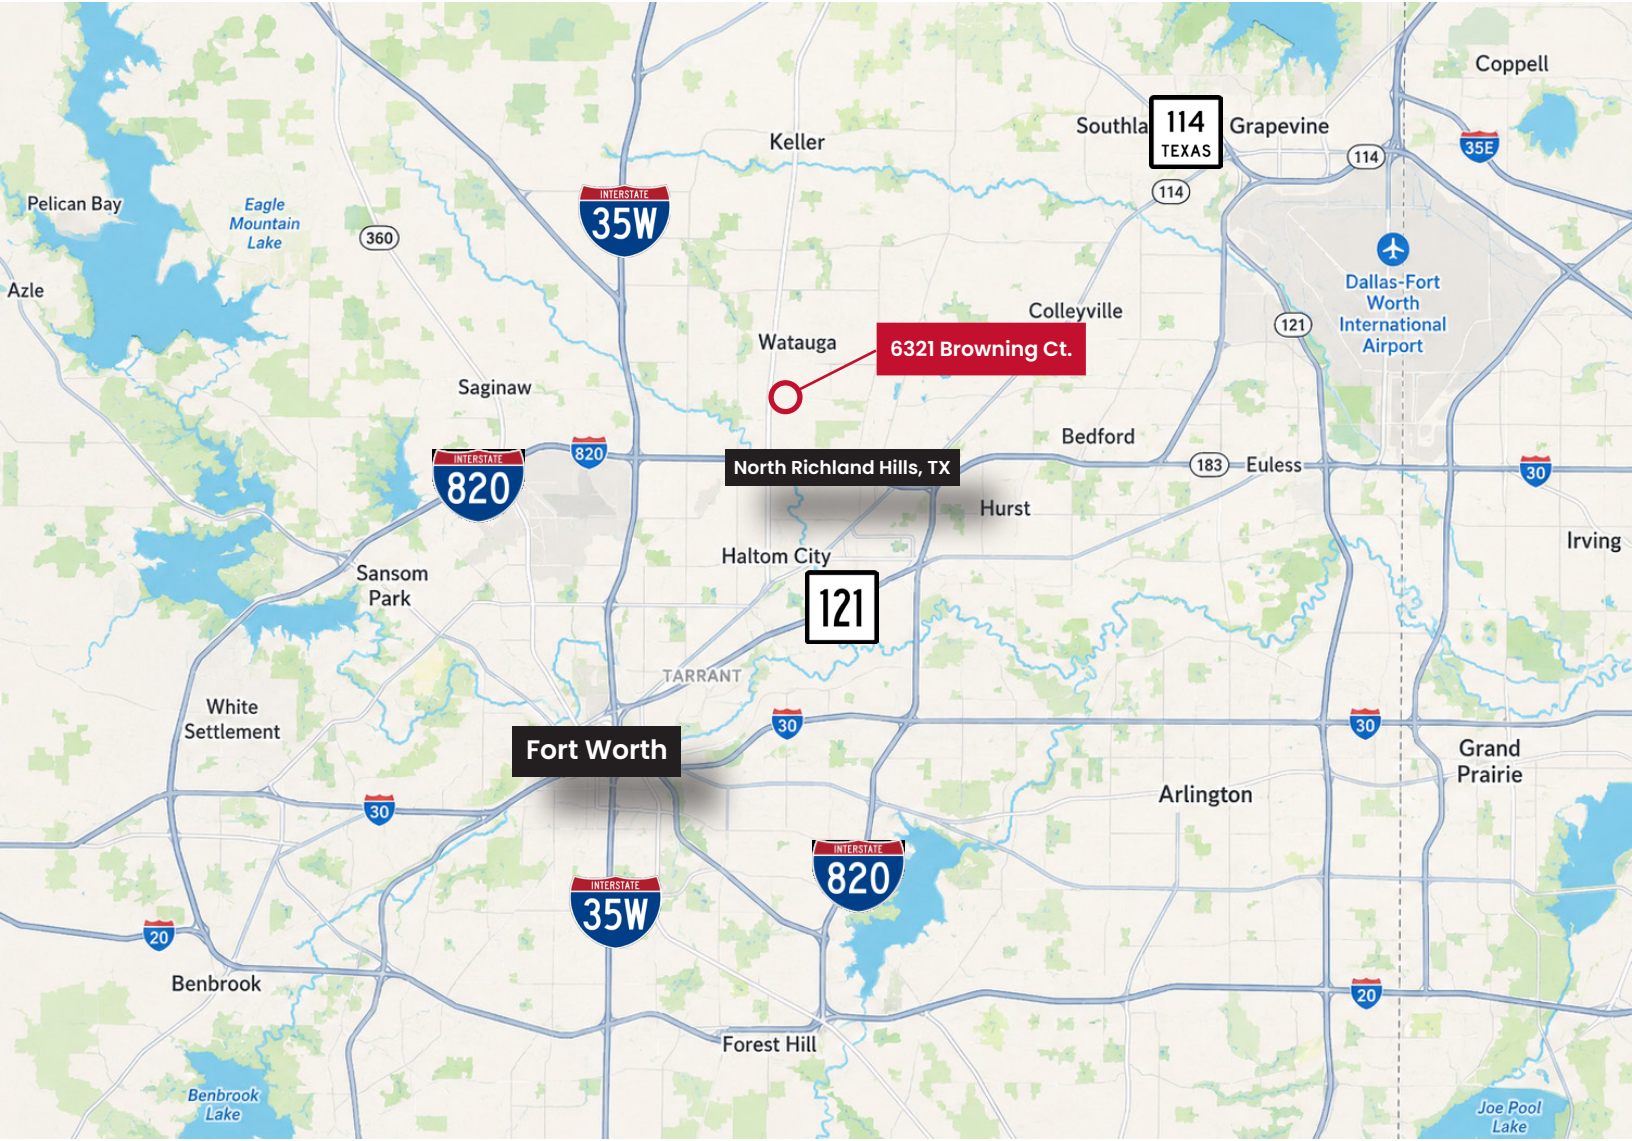 Coppell
Keller
Southla
114
TEXAS
Grapevine
35E
114
114
Pelican Bay
Eagle
Mountain
Lake
INTERSTATE
35W
360
Dallas-Fort
Worth
International
Airport
Azle
Colleyville
121
Watauga
6321 Browning Ct.
Saginaw
Bedford
820
INTERSTATE
820
North Richland Hills, TX
183
Euless
30
Hurst
Irving
Haltom City
Sansom
Park
121
TARRANT
White
Settlement
30
30
Fort Worth
Grand
Prairie
Arlington
30
INTERSTATE
820
INTERSTATE
35W
20
Benbrook
20
Forest Hill
Benbrook
Lake
Joe Pool
Lake